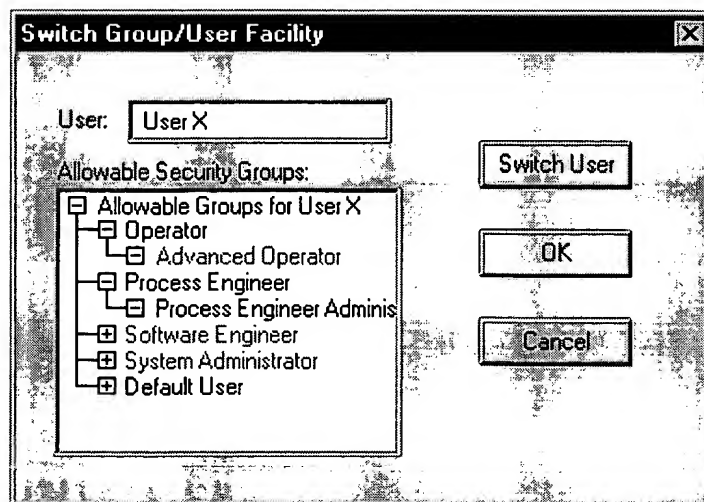 Switch Group/User Facility
User: User X
Allowable Security Groups:
Allowable Groups for User X
Operator
Advanced Operator
Process Engineer
Process Engineer Adminis
Software Engineer
System Administrator
Default User
Switch User
OK
Cancel